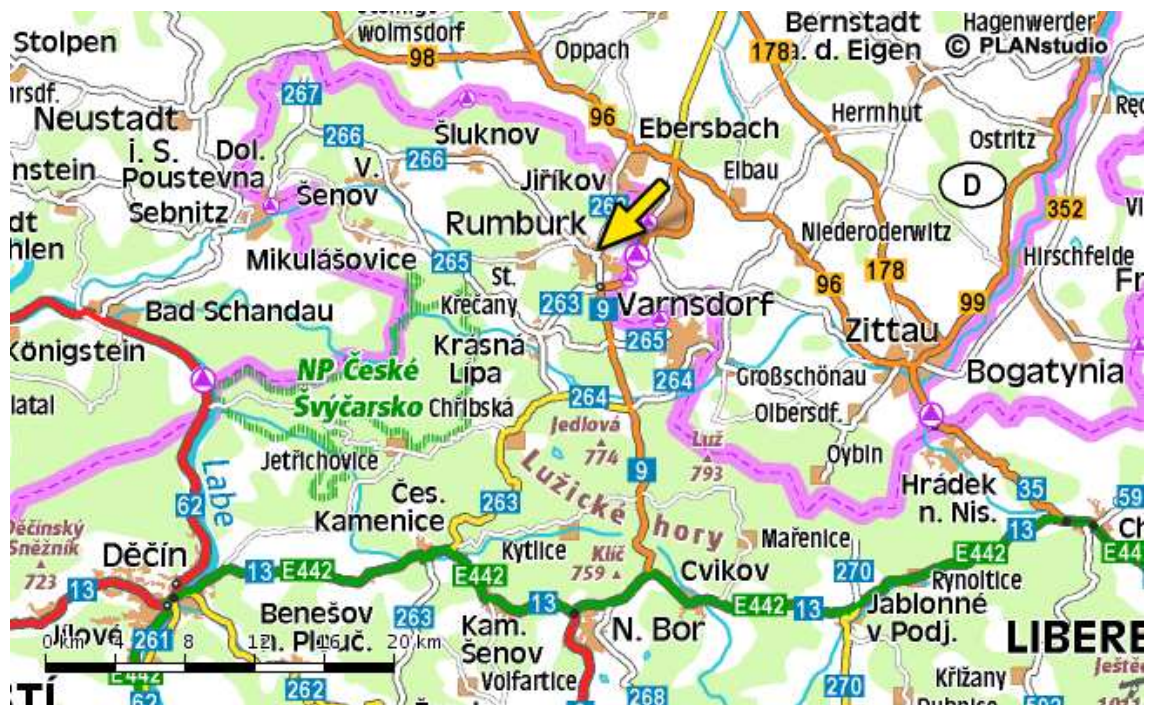 Stolpen
wolmsdorf
98
Oppach
Bernstadt
a. d. Eigen
178
Hagenwerder
© PLANstudio
Neustadt
i. S.
267
266
Šluknov
96
Ebersbach
Herrnhut
Ostritz
Dol.
Poustevna
V.
Šenov
266
Jiříkov
Elbau
D
352
Sebnitz
Rumburk
Niederoderwitz
Hirschfelde
Mikulášovice
265
St.
Křečany
263
9
Varnsdorf
96
178
99
Bad Schandau
Königstein
Krásná
Lípa
265
264
Zittau
Bogatynia
NP České
Švýčarsko
Chřibská
264
Großschönau
Olbersdf.
Jedlová
774
Luž
793
Oybin
Jetřichovice
9
Labe
62
Čes.
Kamenice
263
Lužické hory
Hrádek
n. Nis.
35
13
59
Děčínský
Sněžník
723
Děčín
Kytlice
Klíč
759
Mařenice
E442
13
13
E442
E442
Cvikov
270
Rynoltice
13
E442
13
Jablonné
v Podj.
Benešov
n. Plouč.
263
Kam.
Šenov
N. Bor
LIBERE
Jílové
261
0 km 4 8 12 16 20 km
Volfartice
Křižany
E442
62
262
268
270